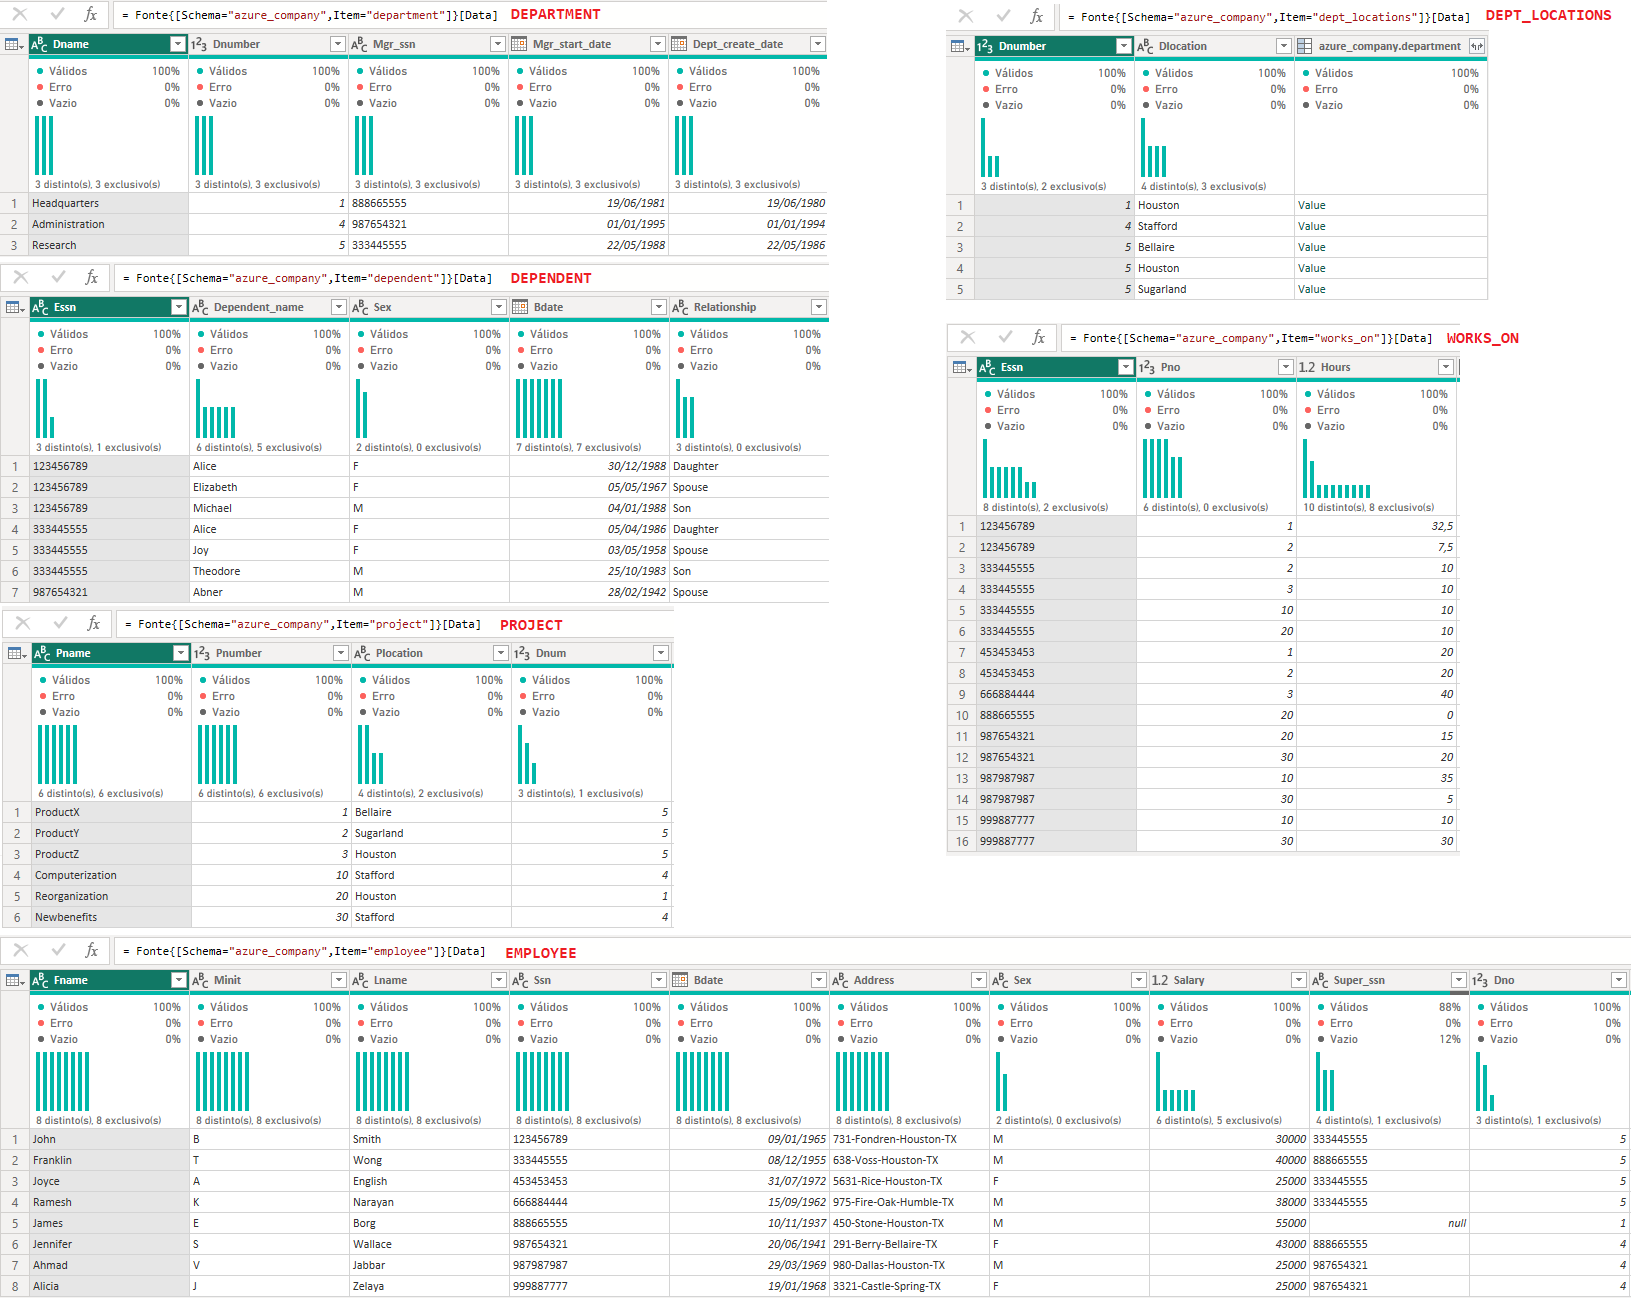 = Fonte{[Schema="azure_company",Item="department"]}[Data] DEPARTMENT
Dname Dnumber Mgr_ssn Mgr_start_date Dept_create_date
Válidos 100% Válidos 100% Válidos 100% Válidos 100% Válidos 100%
Erro 0% Erro 0% Erro 0% Erro 0% Erro 0%
Vazio 0% Vazio 0% Vazio 0% Vazio 0% Vazio 0%
3 distinto(s), 3 exclusivo(s) 3 distinto(s), 3 exclusivo(s) 3 distinto(s), 3 exclusivo(s) 3 distinto(s), 3 exclusivo(s) 3 distinto(s), 3 exclusivo(s)
1 Headquarters 1 888665555 19/06/1981 19/06/1980
2 Administration 4 987654321 01/01/1995 01/01/1994
3 Research 5 333445555 22/05/1988 22/05/1986
= Fonte{[Schema="azure_company",Item="dept_locations"]}[Data] DEPT_LOCATIONS
Dnumber Dlocation azure_company.department
Válidos 100% Válidos 100% Válidos 100%
Erro 0% Erro 0% Erro 0%
Vazio 0% Vazio 0% Vazio 0%
3 distinto(s), 2 exclusivo(s) 4 distinto(s), 3 exclusivo(s)
1 1 Houston Value
2 4 Stafford Value
3 5 Bellaire Value
4 5 Houston Value
5 5 Sugarland Value
= Fonte{[Schema="azure_company",Item="dependent"]}[Data] DEPENDENT
Essn Dependent_name Sex Bdate Relationship
Válidos 100% Válidos 100% Válidos 100% Válidos 100% Válidos 100%
Erro 0% Erro 0% Erro 0% Erro 0% Erro 0%
Vazio 0% Vazio 0% Vazio 0% Vazio 0% Vazio 0%
3 distinto(s), 1 exclusivo(s) 6 distinto(s), 5 exclusivo(s) 2 distinto(s), 0 exclusivo(s) 7 distinto(s), 7 exclusivo(s) 3 distinto(s), 0 exclusivo(s)
1 123456789 Alice F 30/12/1988 Daughter
2 123456789 Elizabeth F 05/05/1967 Spouse
3 123456789 Michael M 04/01/1988 Son
4 333445555 Alice F 05/04/1986 Daughter
5 333445555 Joy F 03/05/1958 Spouse
6 333445555 Theodore M 25/10/1983 Son
7 987654321 Abner M 28/02/1942 Spouse
= Fonte{[Schema="azure_company",Item="works_on"]}[Data] WORKS_ON
Essn Pno Hours
Válidos 100% Válidos 100% Válidos 100%
Erro 0% Erro 0% Erro 0%
Vazio 0% Vazio 0% Vazio 0%
8 distinto(s), 2 exclusivo(s) 6 distinto(s), 0 exclusivo(s) 10 distinto(s), 8 exclusivo(s)
1 123456789 1 32,5
2 123456789 2 7,5
3 333445555 2 10
4 333445555 3 10
5 333445555 10 10
6 333445555 20 10
7 453453453 1 20
8 453453453 2 20
9 666884444 3 40
10 888665555 20 0
11 987654321 20 15
12 987654321 30 20
13 987987987 10 35
14 987987987 30 5
15 999887777 10 10
16 999887777 30 30
= Fonte{[Schema="azure_company",Item="project"]}[Data] PROJECT
Pname Pnumber Plocation Dnum
Válidos 100% Válidos 100% Válidos 100% Válidos 100%
Erro 0% Erro 0% Erro 0% Erro 0%
Vazio 0% Vazio 0% Vazio 0% Vazio 0%
6 distinto(s), 6 exclusivo(s) 6 distinto(s), 6 exclusivo(s) 4 distinto(s), 2 exclusivo(s) 3 distinto(s), 1 exclusivo(s)
1 ProductX 1 Bellaire 5
2 ProductY 2 Sugarland 5
3 ProductZ 3 Houston 5
4 Computerization 10 Stafford 4
5 Reorganization 20 Houston 1
6 Newbenefits 30 Stafford 4
= Fonte{[Schema="azure_company",Item="employee"]}[Data] EMPLOYEE
Fname Minit Lname Ssn Bdate Address Sex Salary Super_ssn Dno
Válidos 100% Válidos 100% Válidos 100% Válidos 100% Válidos 100% Válidos 100% Válidos 100% Válidos 100% Válidos 88% Válidos 100%
Erro 0% Erro 0% Erro 0% Erro 0% Erro 0% Erro 0% Erro 0% Erro 0% Erro 0% Erro 0%
Vazio 0% Vazio 0% Vazio 0% Vazio 0% Vazio 0% Vazio 0% Vazio 0% Vazio 0% Vazio 12% Vazio 0%
8 distinto(s), 8 exclusivo(s) 8 distinto(s), 8 exclusivo(s) 8 distinto(s), 8 exclusivo(s) 8 distinto(s), 8 exclusivo(s) 8 distinto(s), 8 exclusivo(s) 8 distinto(s), 8 exclusivo(s) 2 distinto(s), 0 exclusivo(s) 6 distinto(s), 5 exclusivo(s) 4 distinto(s), 1 exclusivo(s) 3 distinto(s), 1 exclusivo(s)
1 John B Smith 123456789 09/01/1965 731-Fondren-Houston-TX M 30000 333445555 5
2 Franklin T Wong 333445555 08/12/1955 638-Voss-Houston-TX M 40000 888665555 5
3 Joyce A English 453453453 31/07/1972 5631-Rice-Houston-TX F 25000 333445555 5
4 Ramesh K Narayan 666884444 15/09/1962 975-Fire-Oak-Humble-TX M 38000 333445555 5
5 James E Borg 888665555 10/11/1937 450-Stone-Houston-TX M 55000 null 1
6 Jennifer S Wallace 987654321 20/06/1941 291-Berry-Bellaire-TX F 43000 888665555 4
7 Ahmad V Jabbar 987987987 29/03/1969 980-Dallas-Houston-TX M 25000 987654321 4
8 Alicia J Zelaya 999887777 19/01/1968 3321-Castle-Spring-TX F 25000 987654321 4